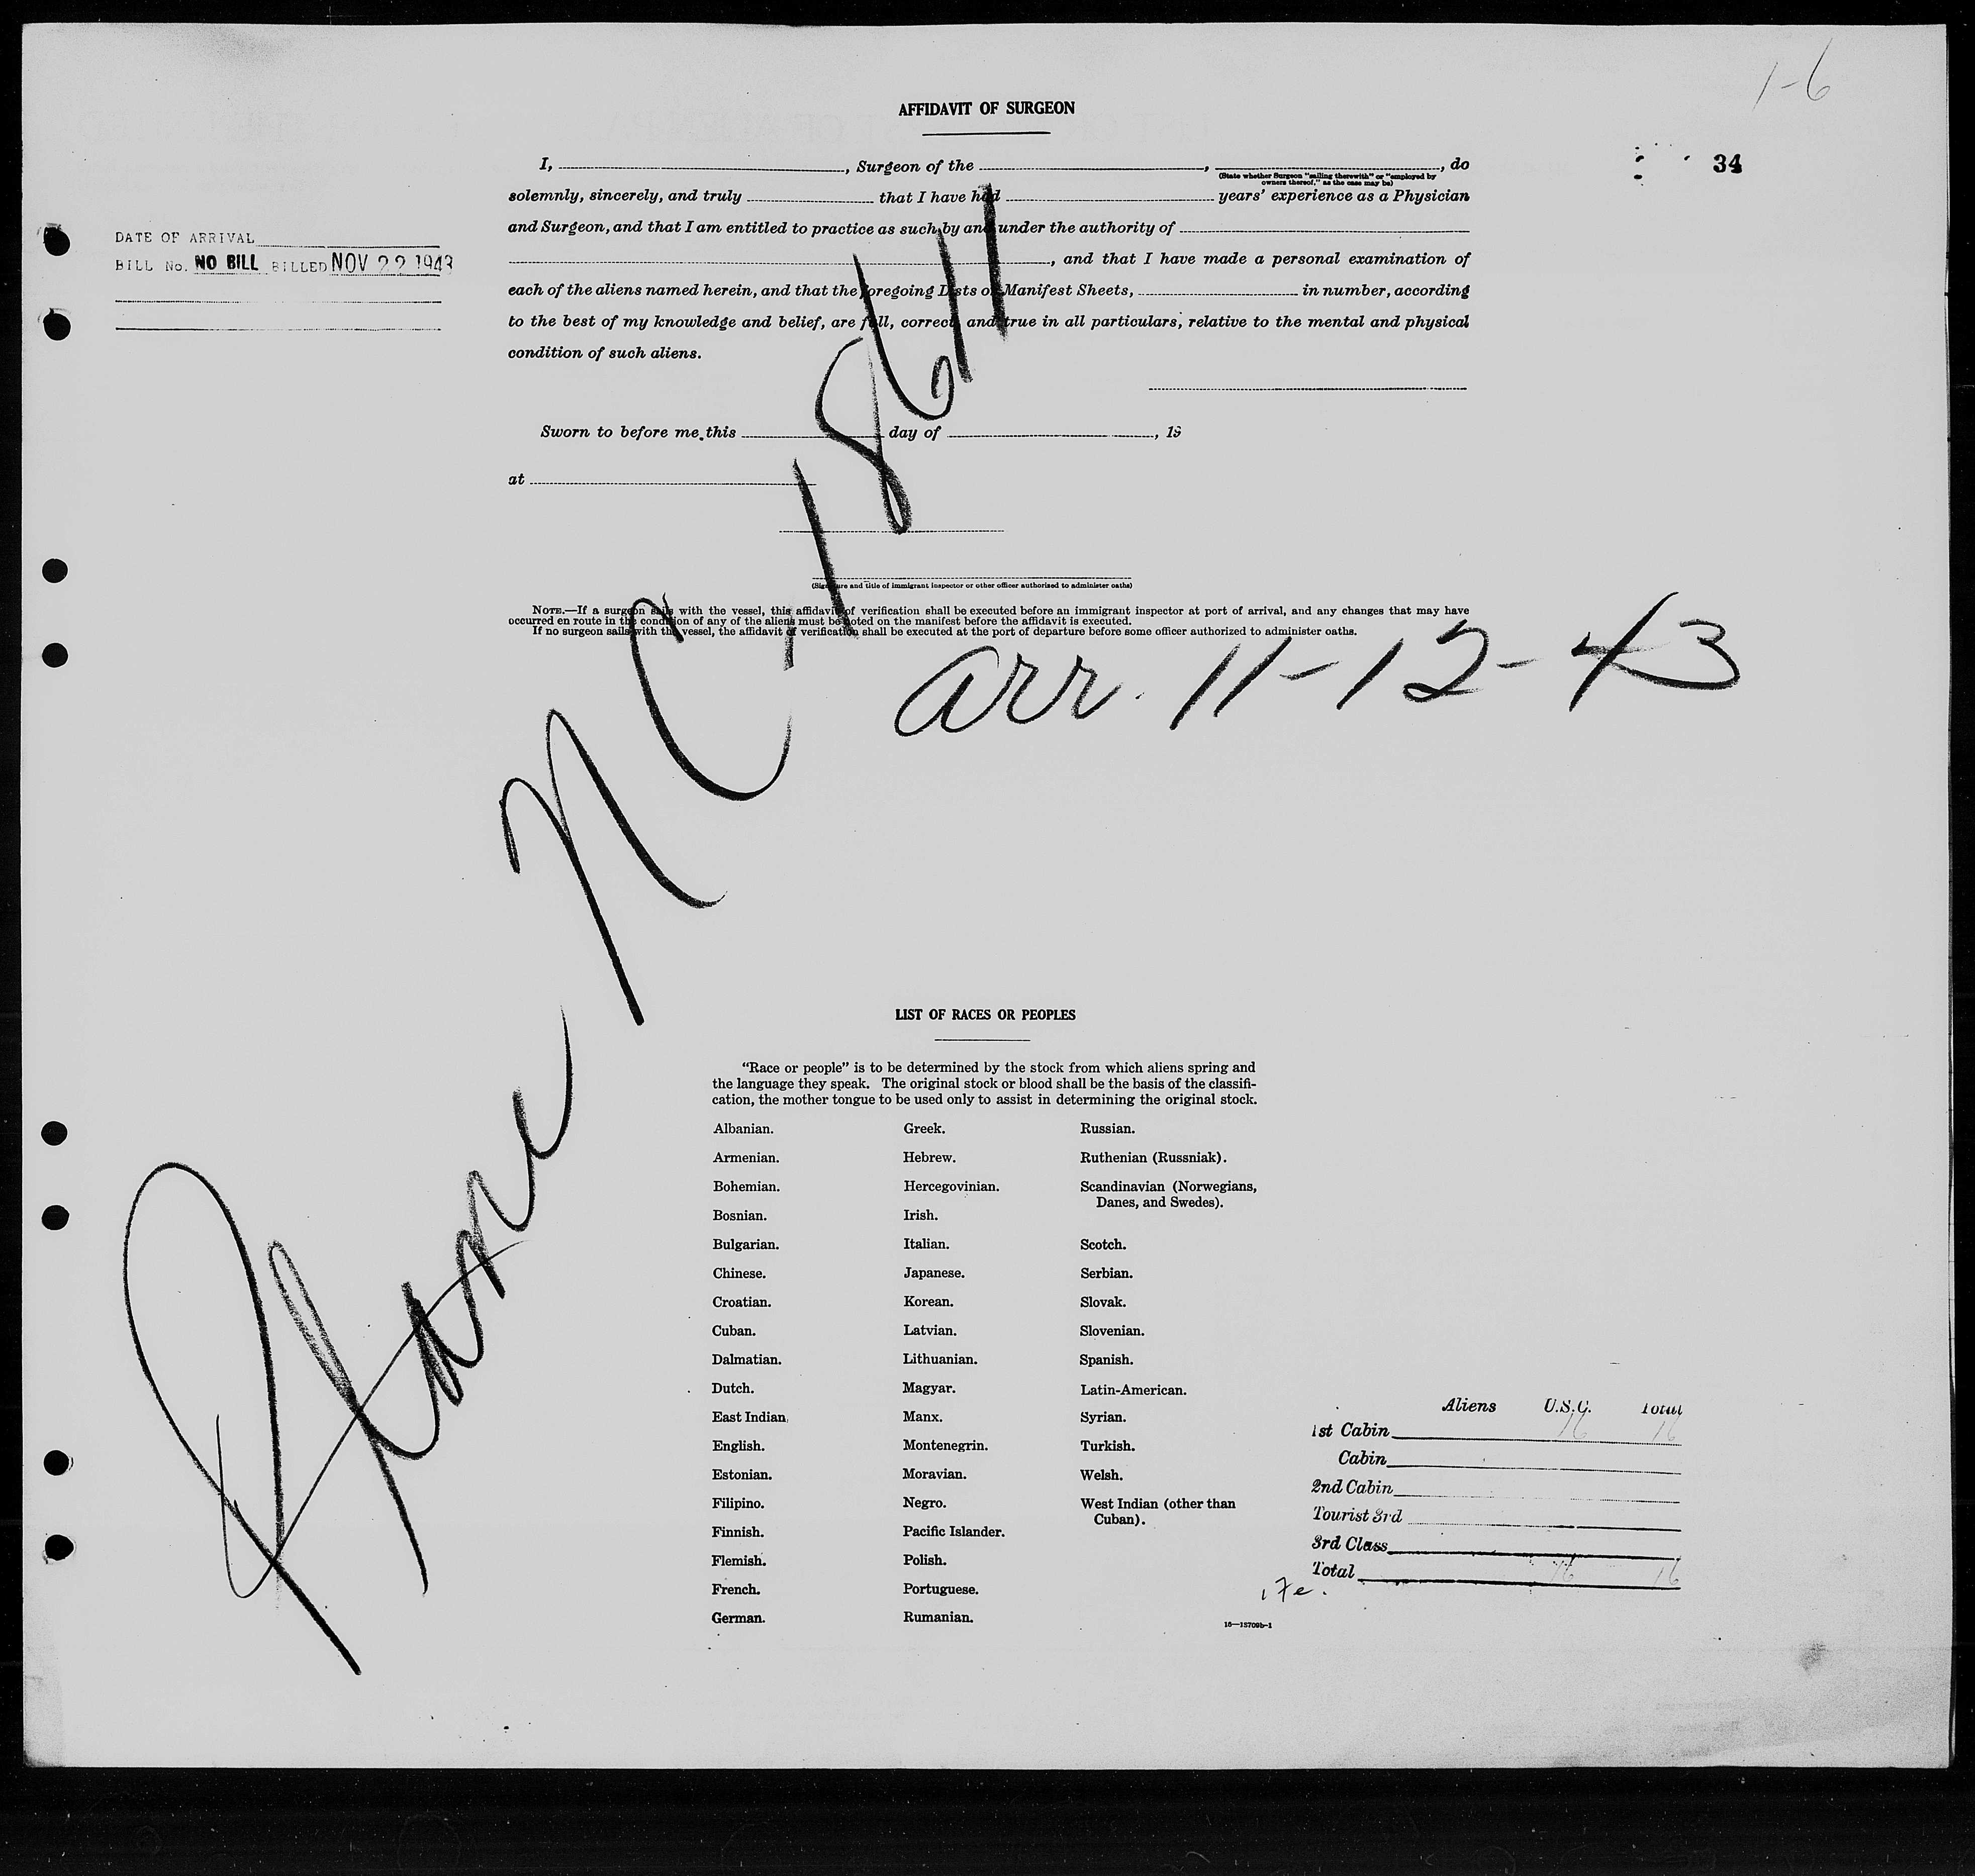 1-6
AFFIDAVIT OF SURGEON
34
I, , Surgeon of the , , do
(State whether Surgeon "sailing therewith" or "employed by
owners thereof," as the case may be)
solemnly, sincerely, and truly that I have had years' experience as a Physician
and Surgeon, and that I am entitled to practice as such by and under the authority of
, and that I have made a personal examination of
each of the aliens named herein, and that the foregoing Lists or Manifest Sheets, in number, according
to the best of my knowledge and belief, are full, correct, and true in all particulars, relative to the mental and physical
condition of such aliens.
DATE OF ARRIVAL
BILL No. NO BILL BILLED NOV 22 1943
Sworn to before me this day of , 19
at
(Signature and title of immigrant inspector or other officer authorized to administer oaths)
NOTE.—If a surgeon sails with the vessel, this affidavit of verification shall be executed before an immigrant inspector at port of arrival, and any changes that may have
occurred en route in the condition of any of the aliens must be noted on the manifest before the affidavit is executed.
If no surgeon sails with the vessel, the affidavit of verification shall be executed at the port of departure before some officer authorized to administer oaths.
Plane NC 18611
arr. 11-12-43
LIST OF RACES OR PEOPLES
"Race or people" is to be determined by the stock from which aliens spring and
the language they speak. The original stock or blood shall be the basis of the classifi-
cation, the mother tongue to be used only to assist in determining the original stock.
Albanian.
Armenian.
Bohemian.
Bosnian.
Bulgarian.
Chinese.
Croatian.
Cuban.
Dalmatian.
Dutch.
East Indian.
English.
Estonian.
Filipino.
Finnish.
Flemish.
French.
German.
Greek.
Hebrew.
Hercegovinian.
Irish.
Italian.
Japanese.
Korean.
Latvian.
Lithuanian.
Magyar.
Manx.
Montenegrin.
Moravian.
Negro.
Pacific Islander.
Polish.
Portuguese.
Rumanian.
Russian.
Ruthenian (Russniak).
Scandinavian (Norwegians,
Danes, and Swedes).
Scotch.
Serbian.
Slovak.
Slovenian.
Spanish.
Latin-American.
Syrian.
Turkish.
Welsh.
West Indian (other than
Cuban).
Aliens U.S.C. Total
1st Cabin 16 16
Cabin
2nd Cabin
Tourist 3rd
3rd Class
Total 16 16
16—15709b-1